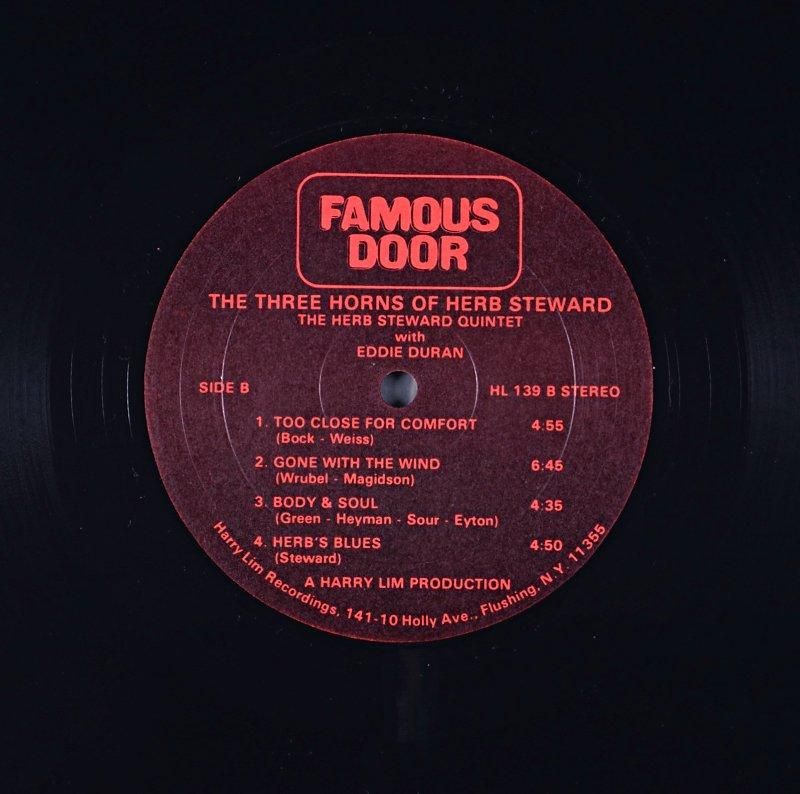 FAMOUS
DOOR
THE THREE HORNS OF HERB STEWARD
THE HERB STEWARD QUINTET
with
EDDIE DURAN
SIDE B
HL 139 B STEREO
1. TOO CLOSE FOR COMFORT 4:55
(Bock - Weiss)
2. GONE WITH THE WIND 6:45
(Wrubel - Magidson)
3. BODY & SOUL 4:35
(Green - Heyman - Sour - Eyton)
4. HERB'S BLUES 4:50
(Steward)
A HARRY LIM PRODUCTION
Harry Lim Recordings, 141-10 Holly Ave., Flushing, N.Y. 11355